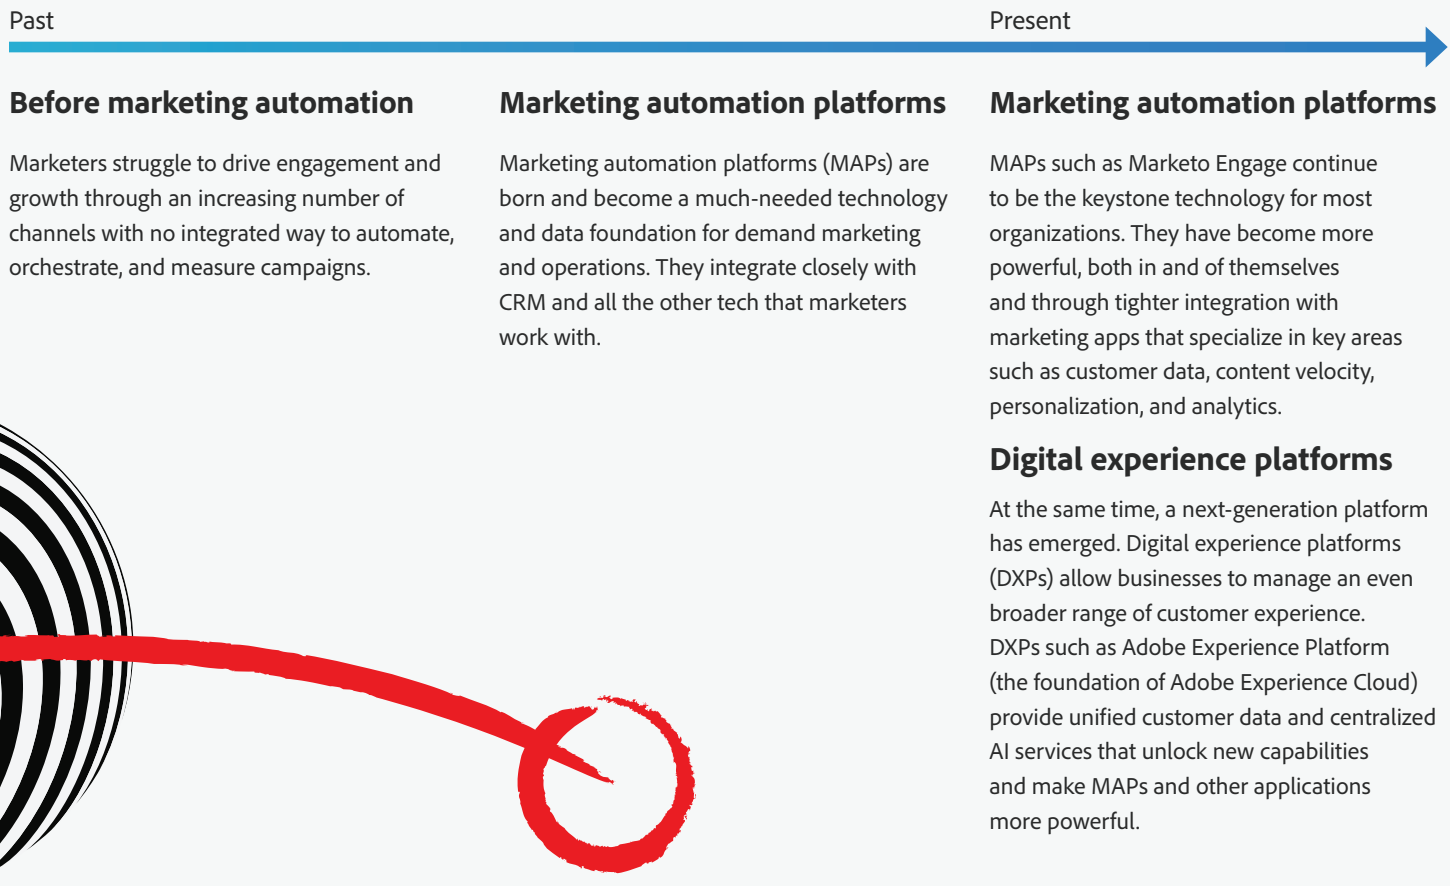 Past
Present
Before marketing automation
Marketers struggle to drive engagement and
growth through an increasing number of
channels with no integrated way to automate,
orchestrate, and measure campaigns.
Marketing automation platforms
Marketing automation platforms (MAPs) are
born and become a much-needed technology
and data foundation for demand marketing
and operations. They integrate closely with
CRM and all the other tech that marketers
work with.
Marketing automation platforms
MAPs such as Marketo Engage continue
to be the keystone technology for most
organizations. They have become more
powerful, both in and of themselves
and through tighter integration with
marketing apps that specialize in key areas
such as customer data, content velocity,
personalization, and analytics.
Digital experience platforms
At the same time, a next-generation platform
has emerged. Digital experience platforms
(DXPs) allow businesses to manage an even
broader range of customer experience.
DXPs such as Adobe Experience Platform
(the foundation of Adobe Experience Cloud)
provide unified customer data and centralized
AI services that unlock new capabilities
and make MAPs and other applications
more powerful.